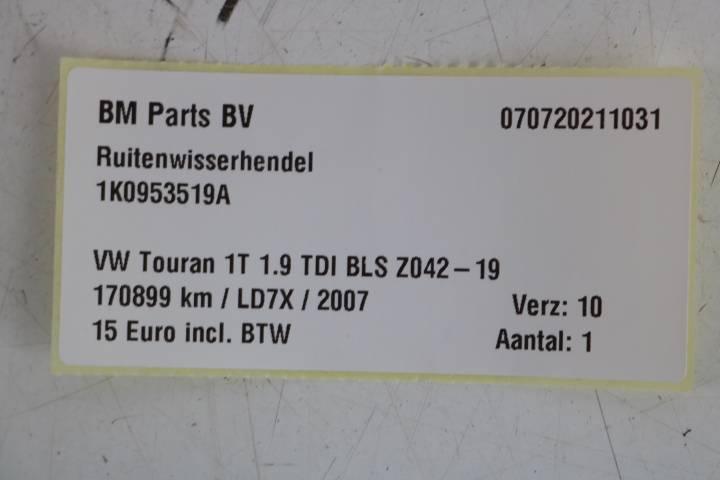 BM Parts BV 070720211031
Ruitenwisserhendel
1K0953519A
VW Touran 1T 1.9 TDI BLS Z042-19
170899 km / LD7X / 2007 Verz: 10
15 Euro incl. BTW Aantal: 1